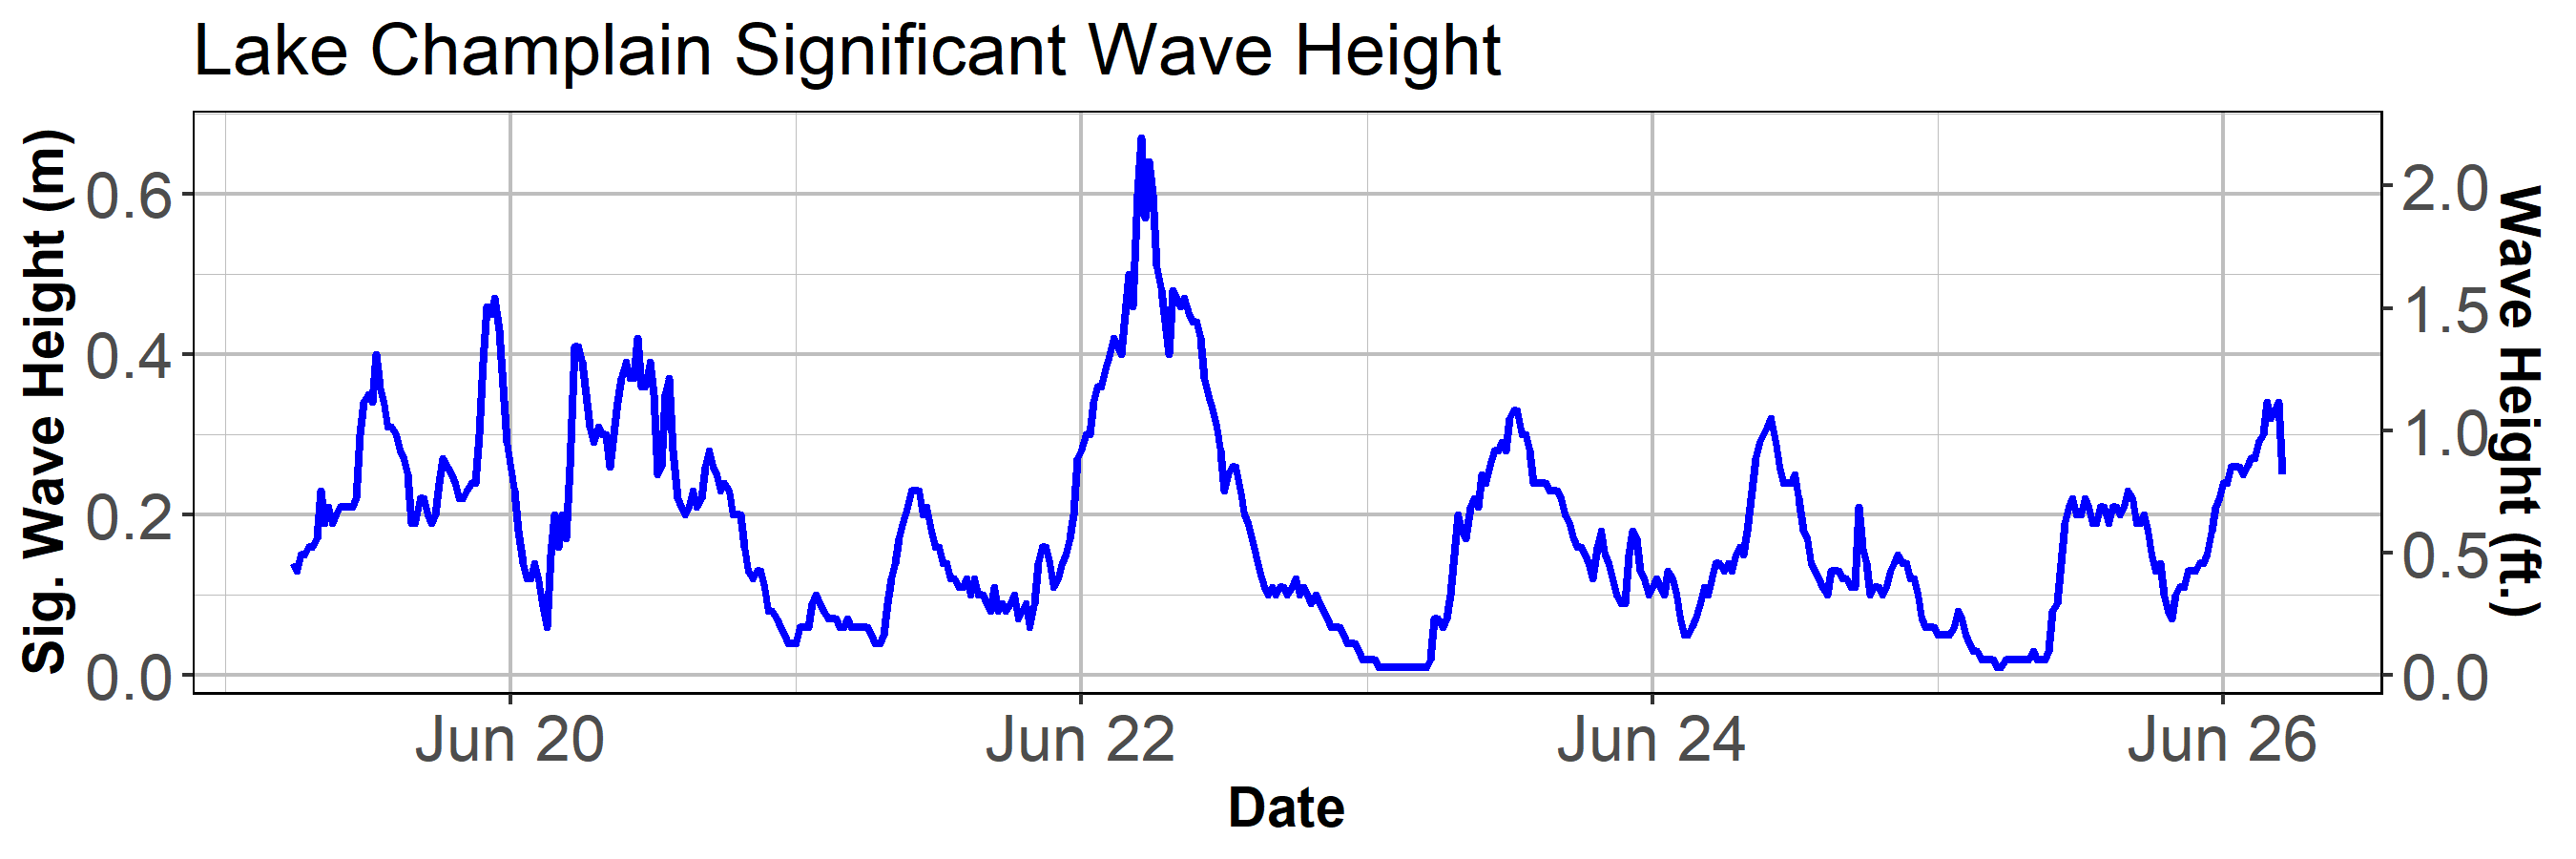 Lake Champlain Significant Wave Height
Sig. Wave Height (m)
0.6
0.4
0.2
0.0
2.0
1.5
1.0
0.5
0.0
Wave Height (ft.)
Jun 20
Jun 22
Jun 24
Jun 26
Date